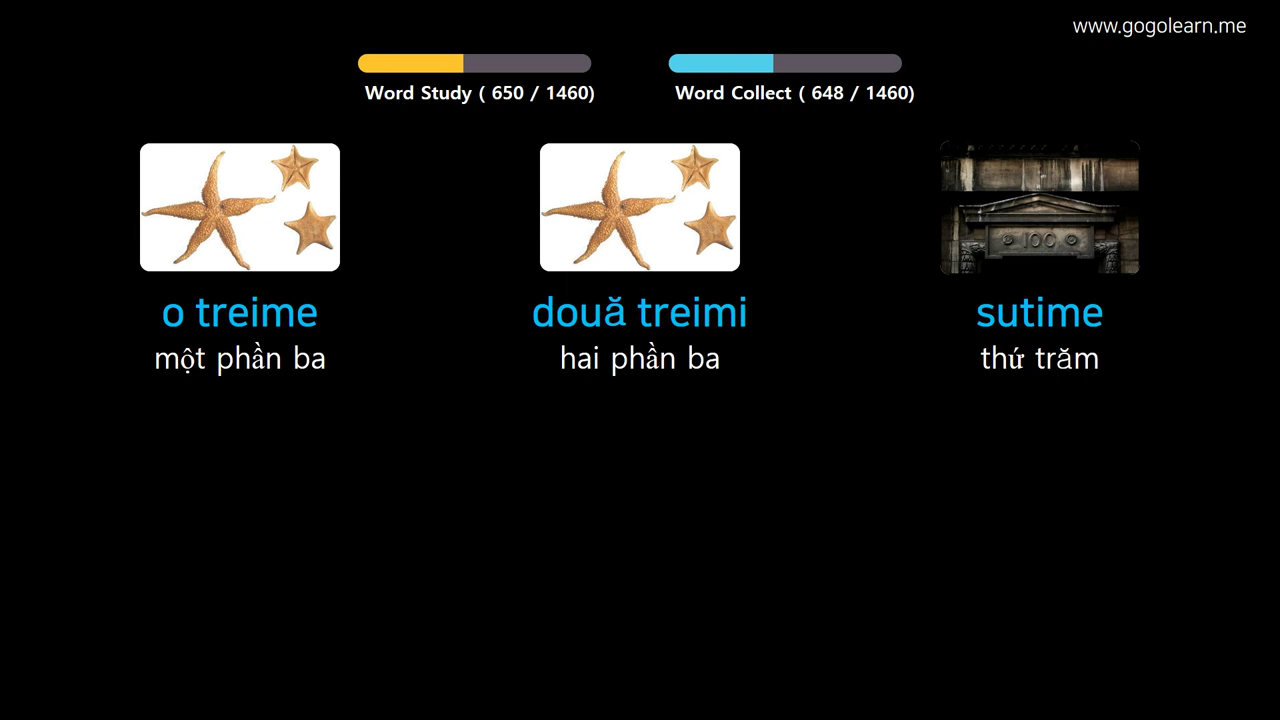 www.gogolearn.me
Word Study ( 650 / 1460)
Word Collect ( 648 / 1460)
100
o treime
două treimi
sutime
một phần ba
hai phần ba
thứ trăm